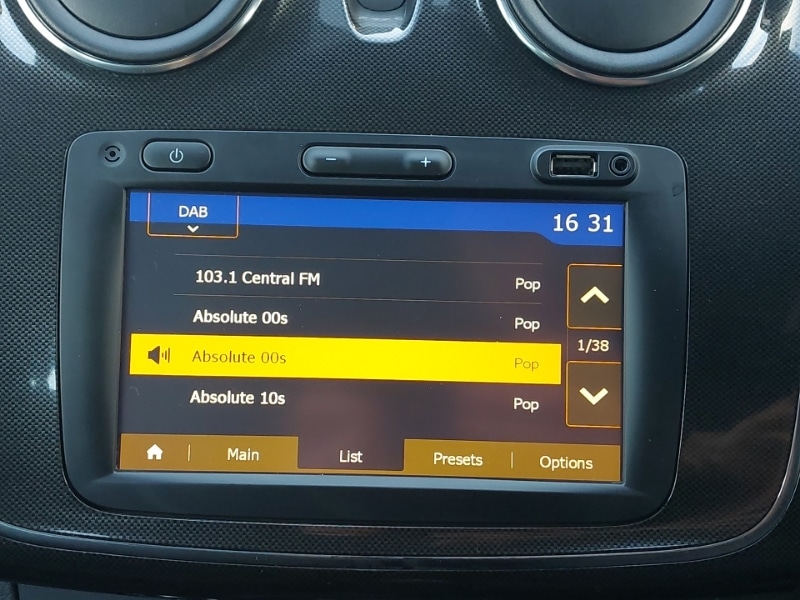 − +
DAB
16 31
103.1 Central FM Pop
Absolute 00s Pop
Absolute 00s Pop
1/38
Absolute 10s Pop
Main List Presets Options